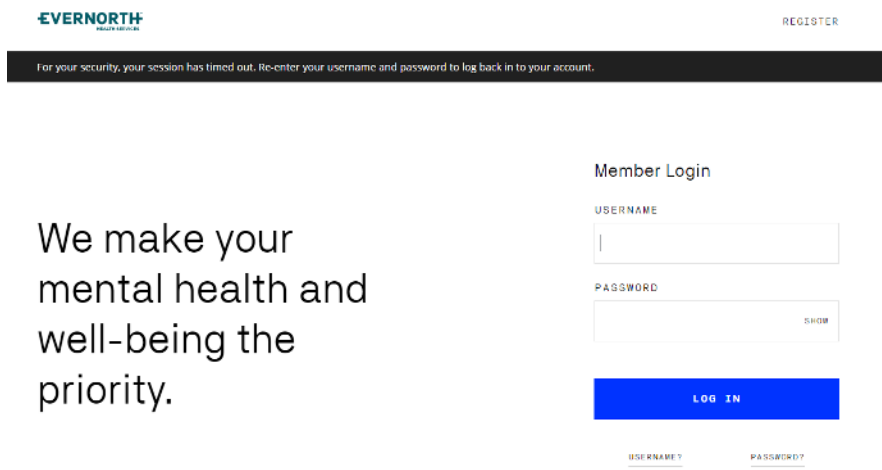 EVERNORTH
HEALTH SERVICES
REGISTER
For your security, your session has timed out. Re-enter your username and password to log back in to your account.
We make your
mental health and
well-being the
priority.
Member Login
USERNAME
PASSWORD
SHOW
LOG IN
USERNAME? PASSWORD?